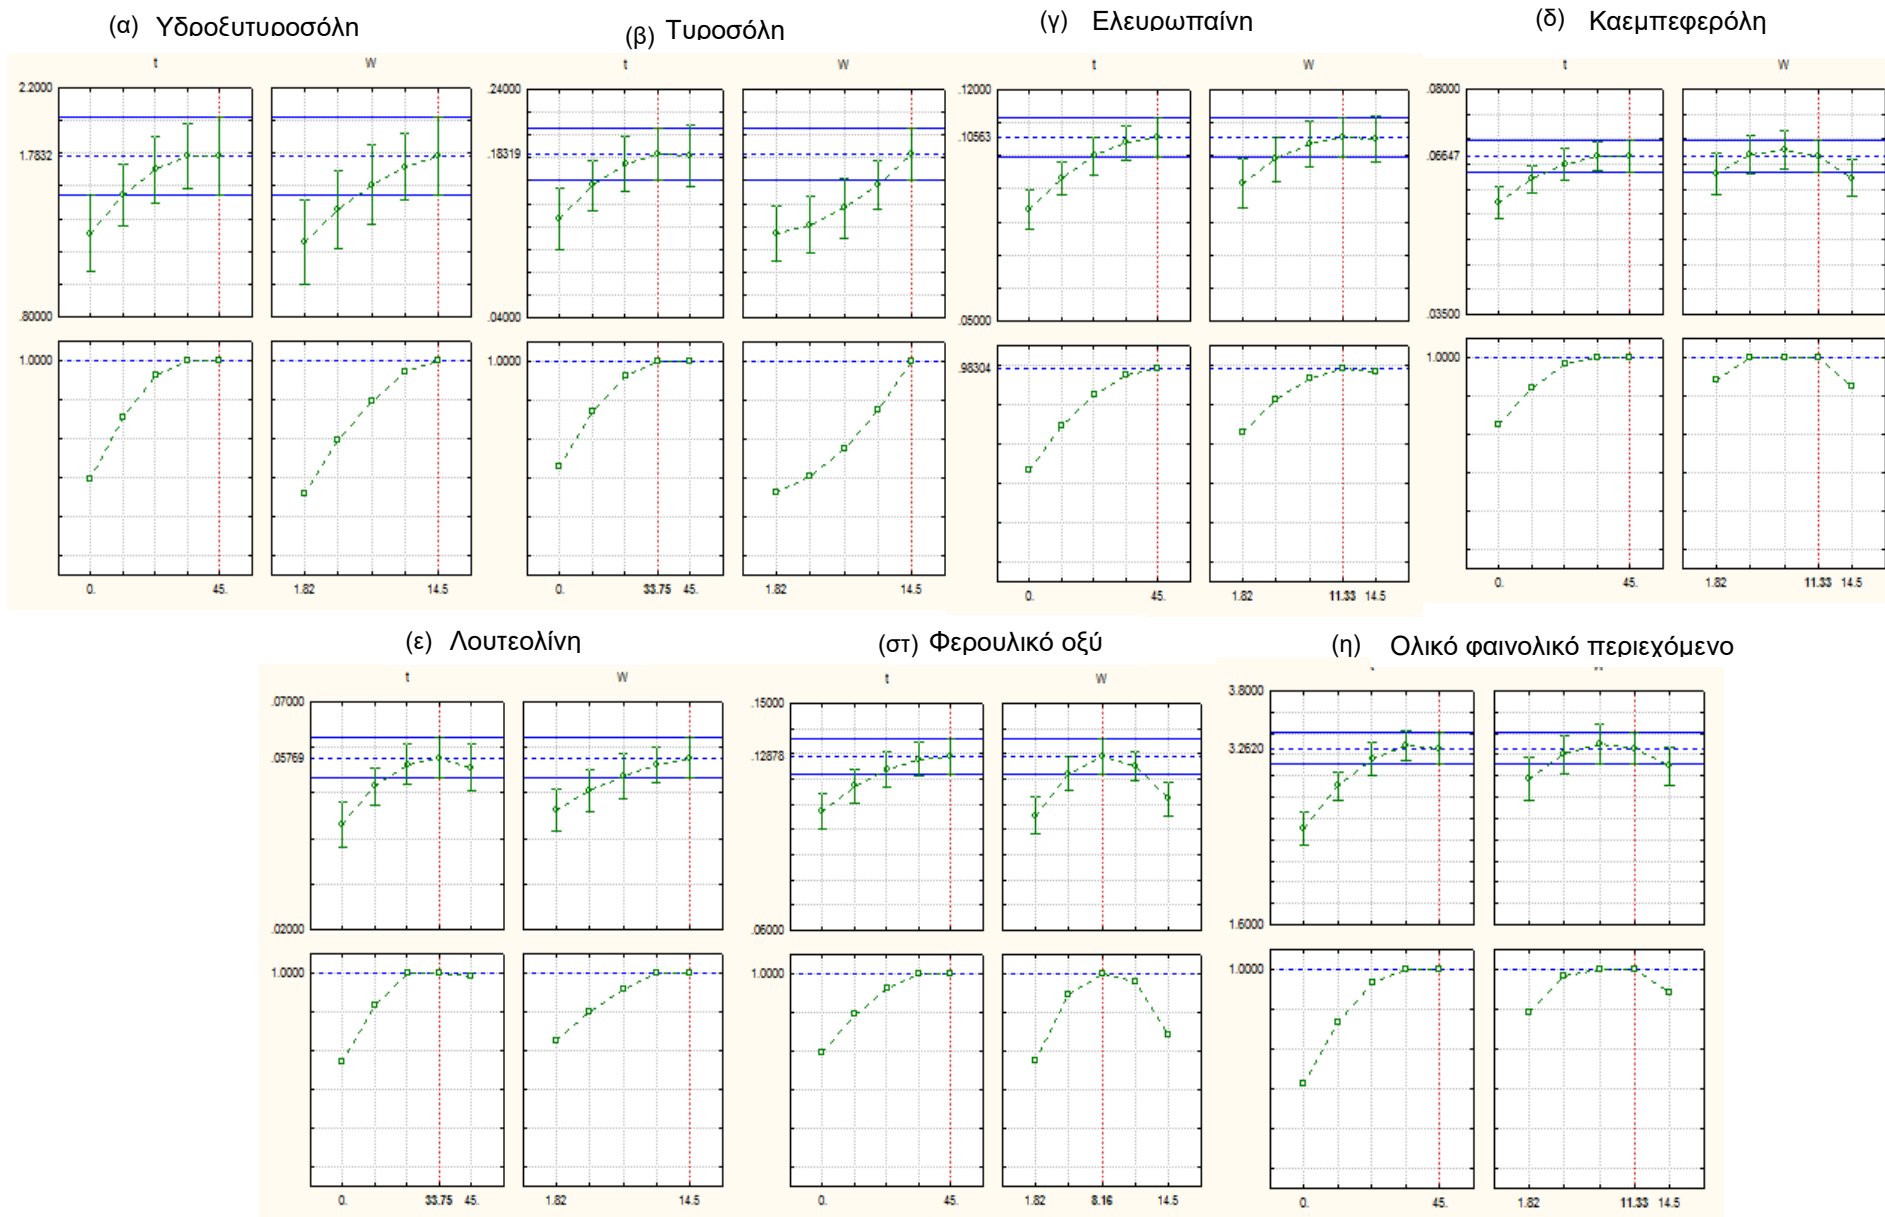 (α) Υδροξυτυροσόλη
(β) Τυροσόλη
(γ) Ελευρωπαίνη
(δ) Καεμπεφερόλη
t W
2.2000
1.7832
.80000
1.0000
0. 45. 1.82 14.5
t W
.24000
.18319
.04000
1.0000
0. 33.75 45. 1.82 14.5
t W
.12000
.10563
.05000
.98304
0. 45. 1.82 11.33 14.5
t W
.08000
.06647
.03500
1.0000
0. 45. 1.82 11.33 14.5
(ε) Λουτεολίνη
(στ) Φερουλικό οξύ
(η) Ολικό φαινολικό περιεχόμενο
t W
.07000
.05769
.02000
1.0000
0. 33.75 45. 1.82 14.5
t W
.15000
.12878
.06000
1.0000
0. 45. 1.82 8.16 14.5
3.8000
3.2620
1.6000
1.0000
0. 45. 1.82 11.33 14.5